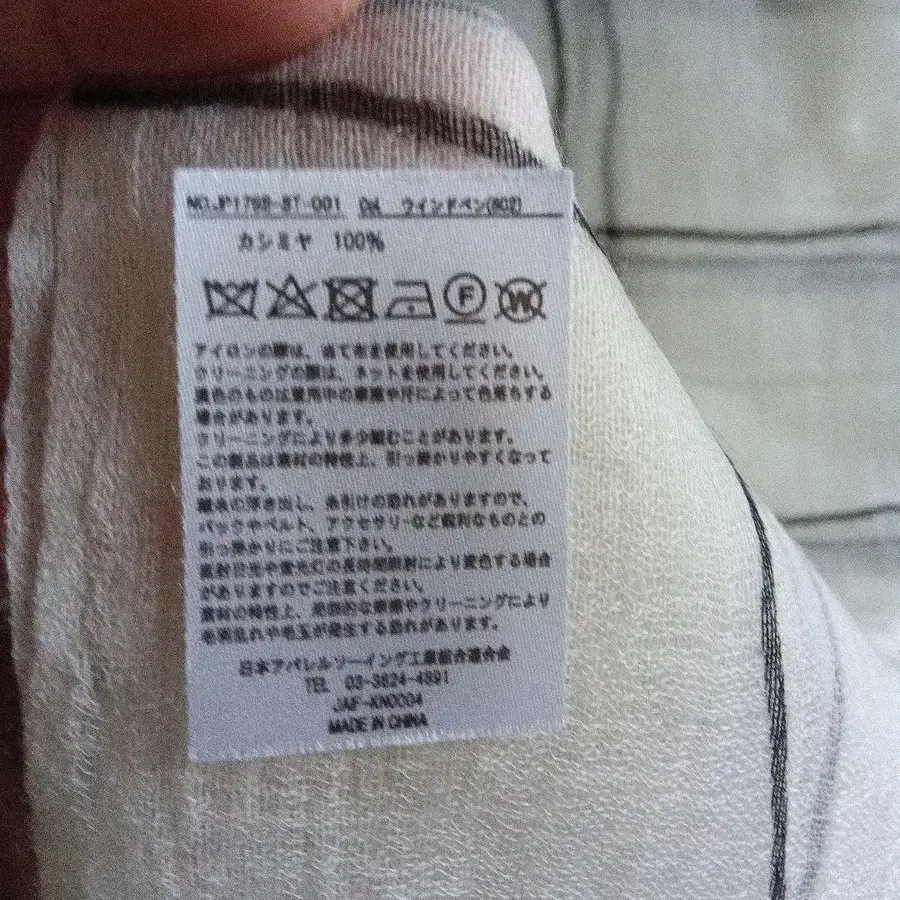 NO.JP1768-ST-001 Col. ウインドペン(802)
カシミヤ 100%
F W
アイロンの際は、当て布を使用してください。
クリーニングの際は、ネットを使用してください。
濃色のものは着用中の摩擦や汗によって色落ちする
場合があります。
クリーニングにより多少縮むことがあります。
この製品は素材の特性上、引っ掛かりやすくなって
おります。
織糸の浮き出し、糸引けの恐れがありますので、
バックやベルト、アクセサリーなど鋭利なものとの
引っ掛かりにご注意下さい。
直射日光や蛍光灯の長時間照射により変色する場合
がありますのでご注意ください。
素材の特性上、局部的な摩擦やクリーニングにより
毛羽乱れや毛玉が発生する恐れがあります。
日本アパレルソーイング工業組合連合会
TEL 03-3624-4891
JAF-KN0004
MADE IN CHINA